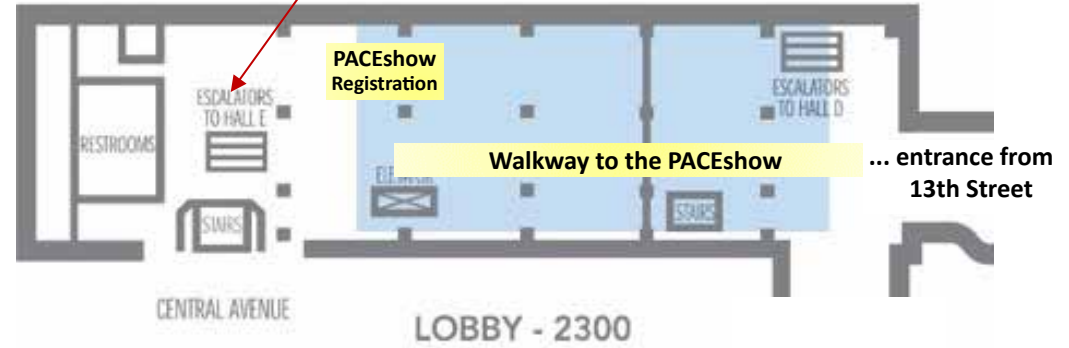 PACEshow
Registration
ESCALATORS
TO HALL E
ESCALATORS
TO HALL D
RESTROOMS
Walkway to the PACEshow
... entrance from
13th Street
STAIRS
STAIRS
CENTRAL AVENUE
LOBBY - 2300